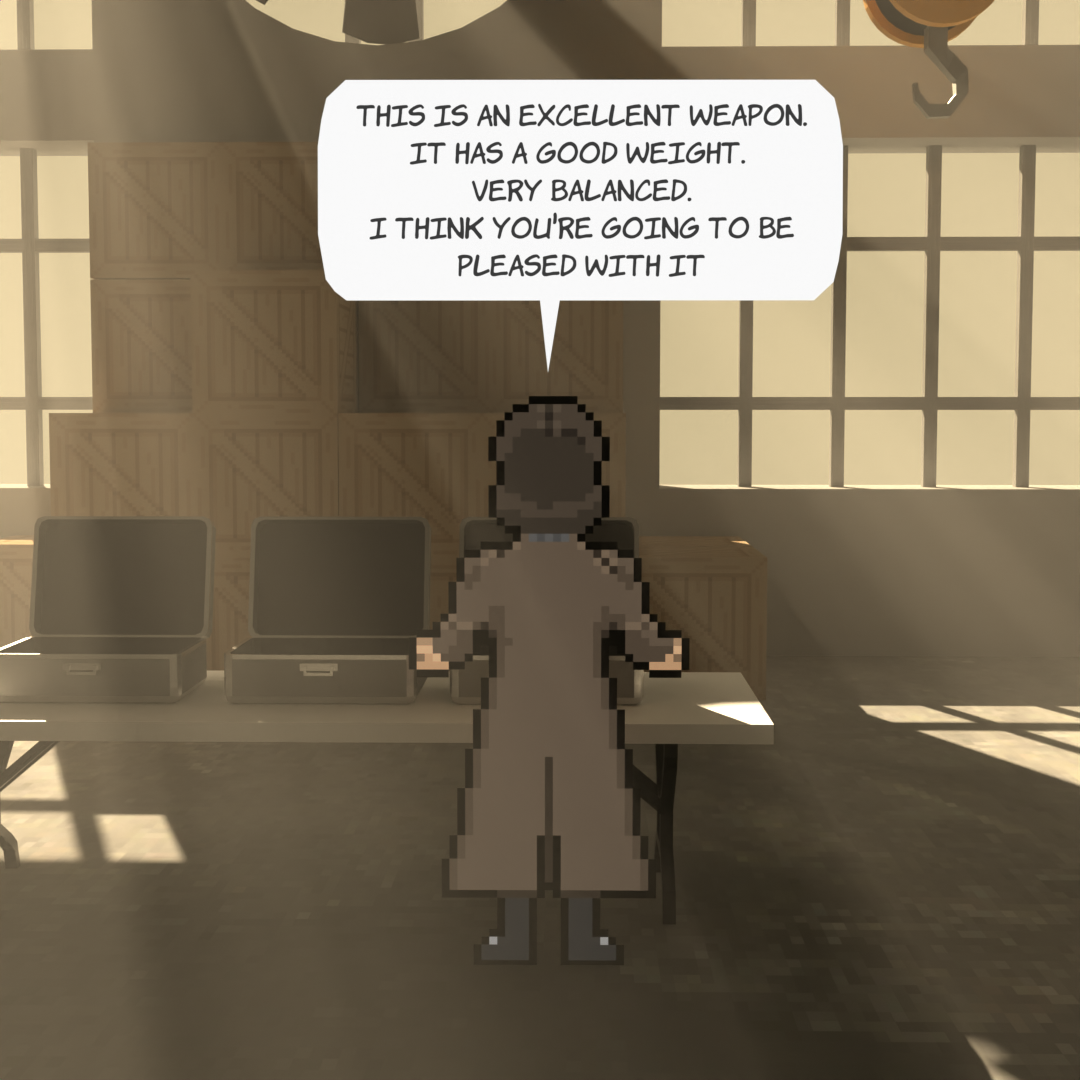 THIS IS AN EXCELLENT WEAPON.
IT HAS A GOOD WEIGHT.
VERY BALANCED.
I THINK YOU'RE GOING TO BE
PLEASED WITH IT